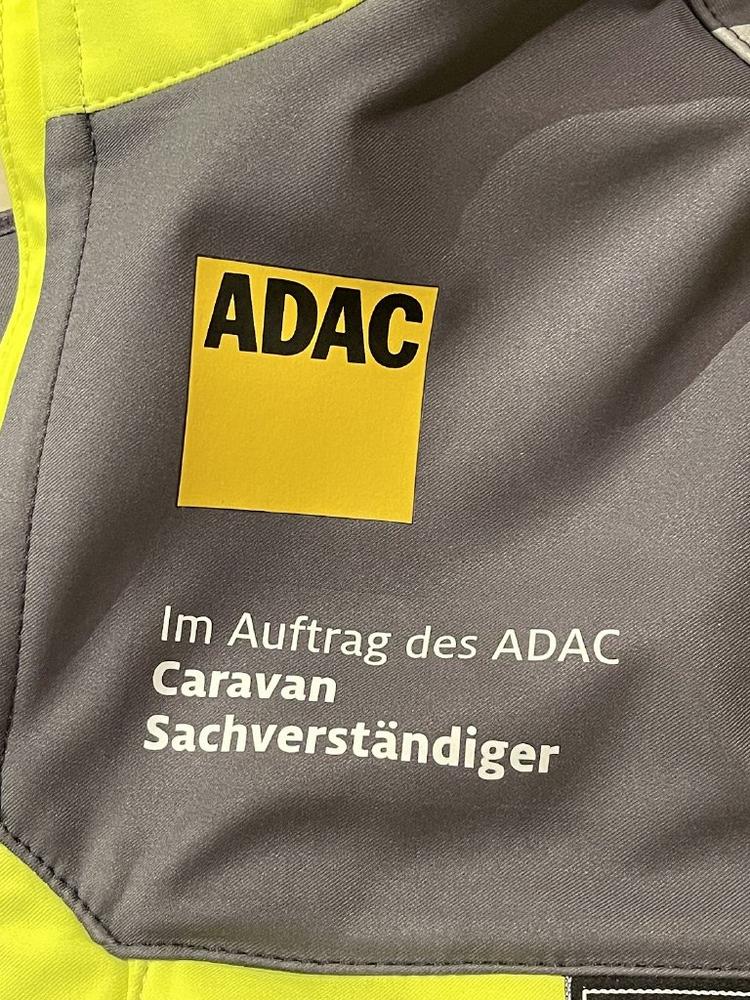 ADAC
Im Auftrag des ADAC
Caravan
Sachverständiger